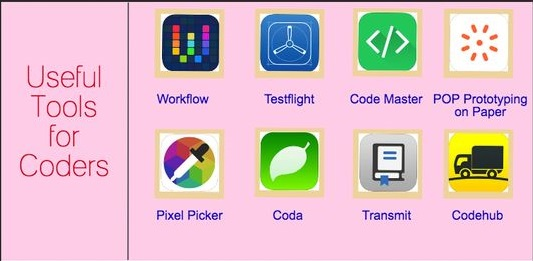 Useful
Tools
for
Coders
Workflow
Testflight
Code Master
POP Prototyping
on Paper
Pixel Picker
Coda
Transmit
Codehub